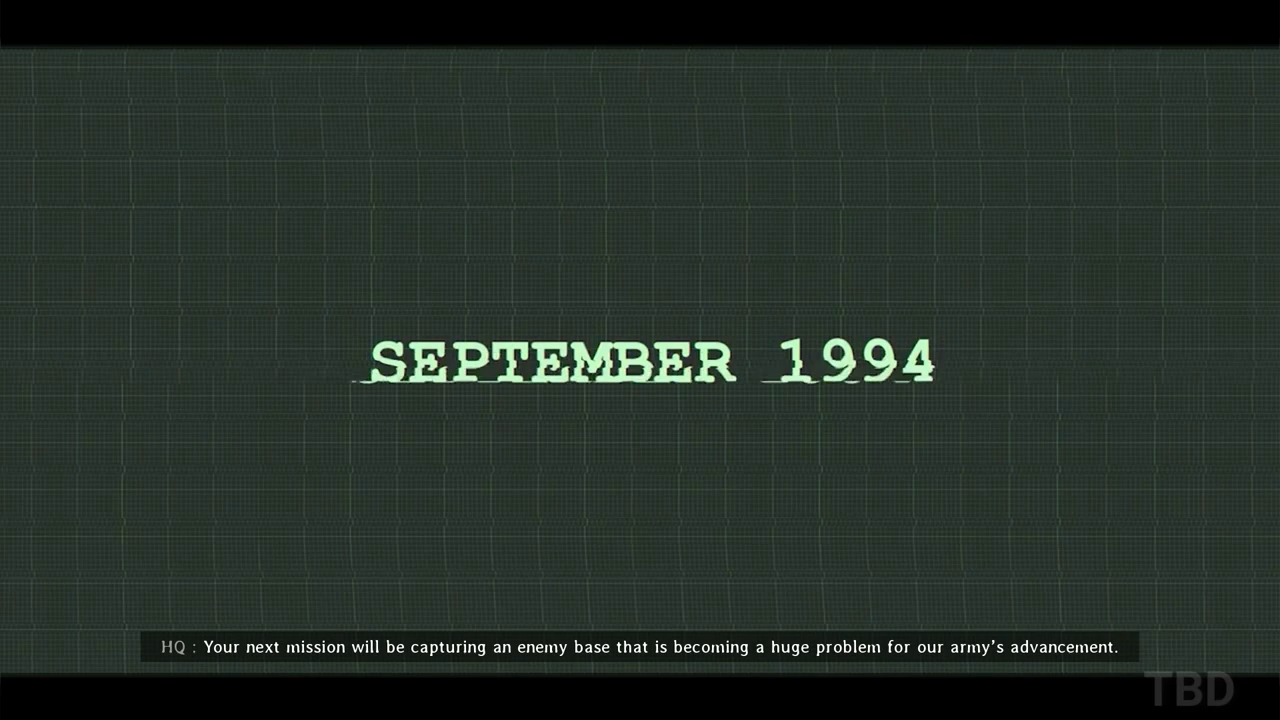 SEPTEMBER 1994
HQ : Your next mission will be capturing an enemy base that is becoming a huge problem for our army's advancement.
TBD